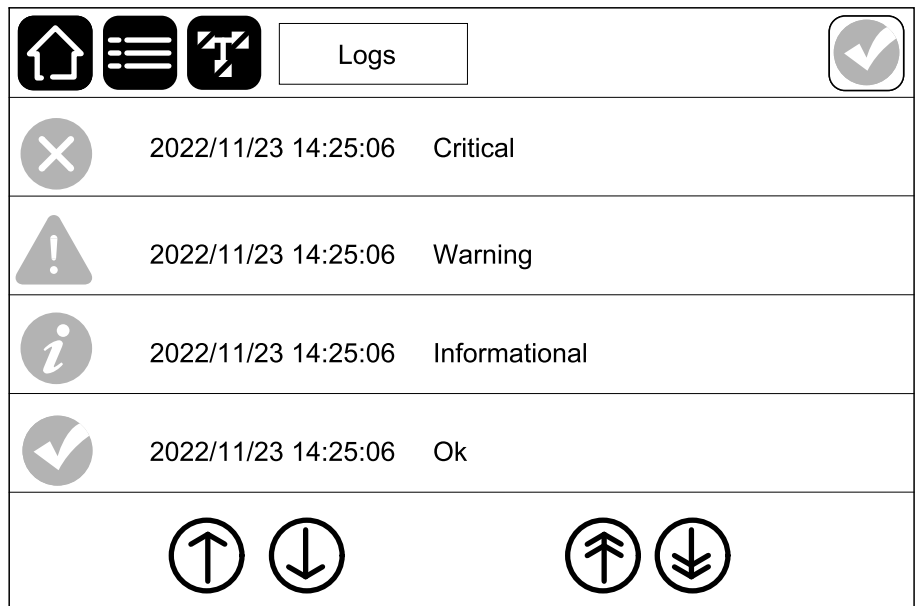 Logs
2022/11/23 14:25:06 Critical
2022/11/23 14:25:06 Warning
2022/11/23 14:25:06 Informational
2022/11/23 14:25:06 Ok